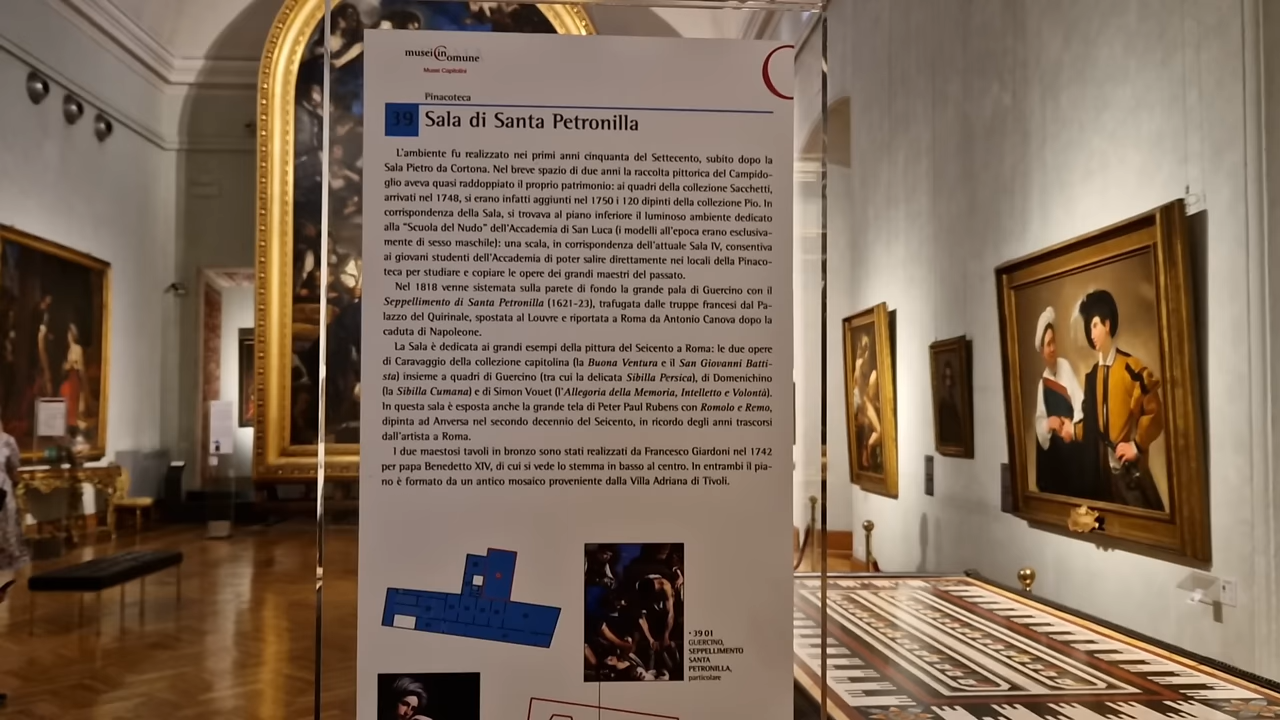 musei in comune
Musei Capitolini
Pinacoteca
39 Sala di Santa Petronilla
L'ambiente fu realizzato nei primi anni cinquanta del Settecento, subito dopo la
Sala Pietro da Cortona. Nel breve spazio di due anni la raccolta pittorica del Campido-
glio aveva quasi raddoppiato il proprio patrimonio: ai quadri della collezione Sacchetti,
arrivati nel 1748, si erano infatti aggiunti nel 1750 i 120 dipinti della collezione Pio. In
corrispondenza della Sala, si trovava al piano inferiore il luminoso ambiente dedicato
alla "Scuola del Nudo" dell'Accademia di San Luca (i modelli all'epoca erano esclusiva-
mente di sesso maschile): una scala, in corrispondenza dell'attuale Sala IV, consentiva
ai giovani studenti dell'Accademia di poter salire direttamente nei locali della Pinaco-
teca per studiare e copiare le opere dei grandi maestri del passato.
Nel 1818 venne sistemata sulla parete di fondo la grande pala di Guercino con il
Seppellimento di Santa Petronilla (1621-23), trafugata dalle truppe francesi dal Pa-
lazzo del Quirinale, spostata al Louvre e riportata a Roma da Antonio Canova dopo la
caduta di Napoleone.
La Sala è dedicata ai grandi esempi della pittura del Seicento a Roma: le due opere
di Caravaggio della collezione capitolina (la Buona Ventura e il San Giovanni Batti-
sta) insieme a quadri di Guercino (tra cui la delicata Sibilla Persica), di Domenichino
(la Sibilla Cumana) e di Simon Vouet (l'Allegoria della Memoria, Intelletto e Volontà).
In questa sala è esposta anche la grande tela di Peter Paul Rubens con Romolo e Remo,
dipinta ad Anversa nel secondo decennio del Seicento, in ricordo degli anni trascorsi
dall'artista a Roma.
I due maestosi tavoli in bronzo sono stati realizzati da Francesco Giardoni nel 1742
per papa Benedetto XIV, di cui si vede lo stemma in basso al centro. In entrambi il pia-
no è formato da un antico mosaico proveniente dalla Villa Adriana di Tivoli.
• 39 01
GUERCINO,
SEPPELLIMENTO
SANTA
PETRONILLA,
particolare